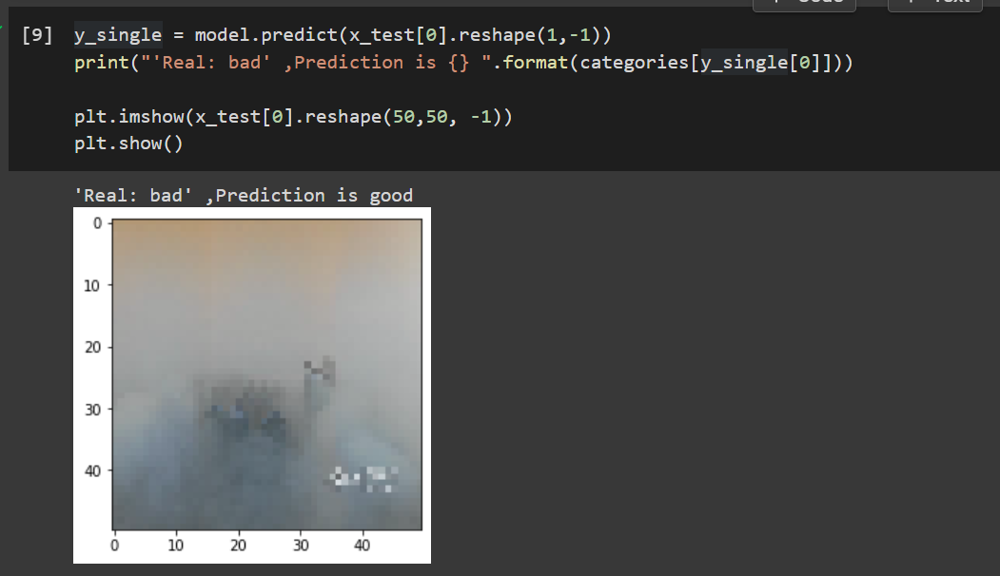 [9] y_single = model.predict(x_test[0].reshape(1,-1))
print("'Real: bad' ,Prediction is {} ".format(categories[y_single[0]]))
plt.imshow(x_test[0].reshape(50,50, -1))
plt.show()
'Real: bad' ,Prediction is good
0
10
20
30
40
0 10 20 30 40